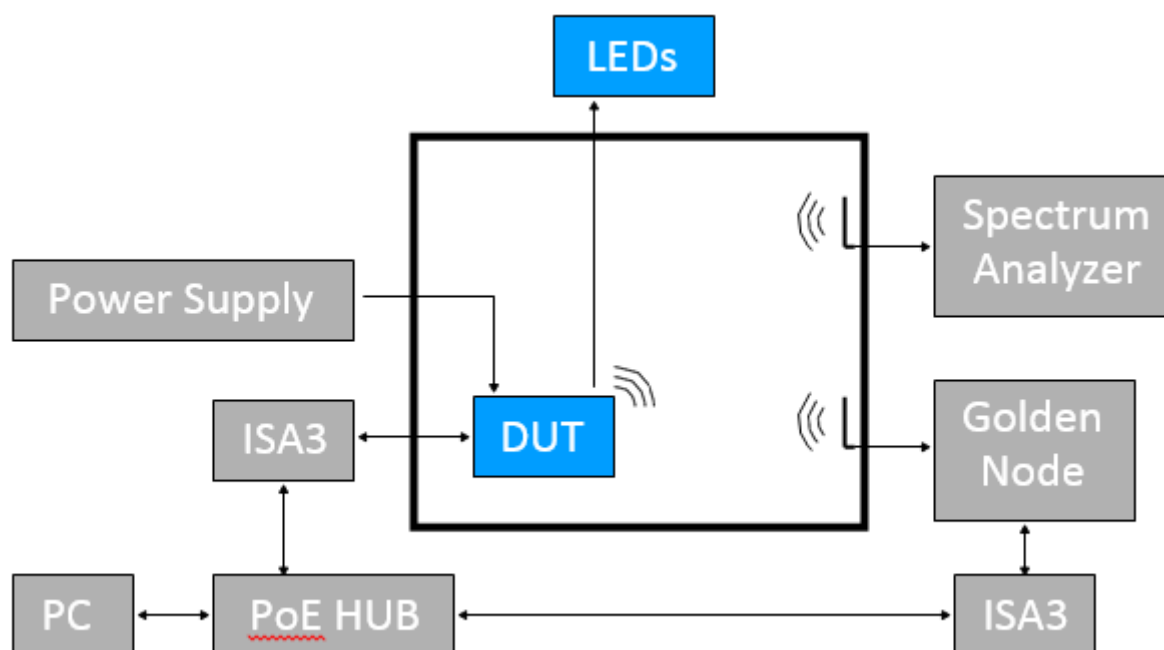 LEDs
Spectrum
Analyzer
Power Supply
Golden
Node
ISA3
DUT
PC
PoE HUB
ISA3